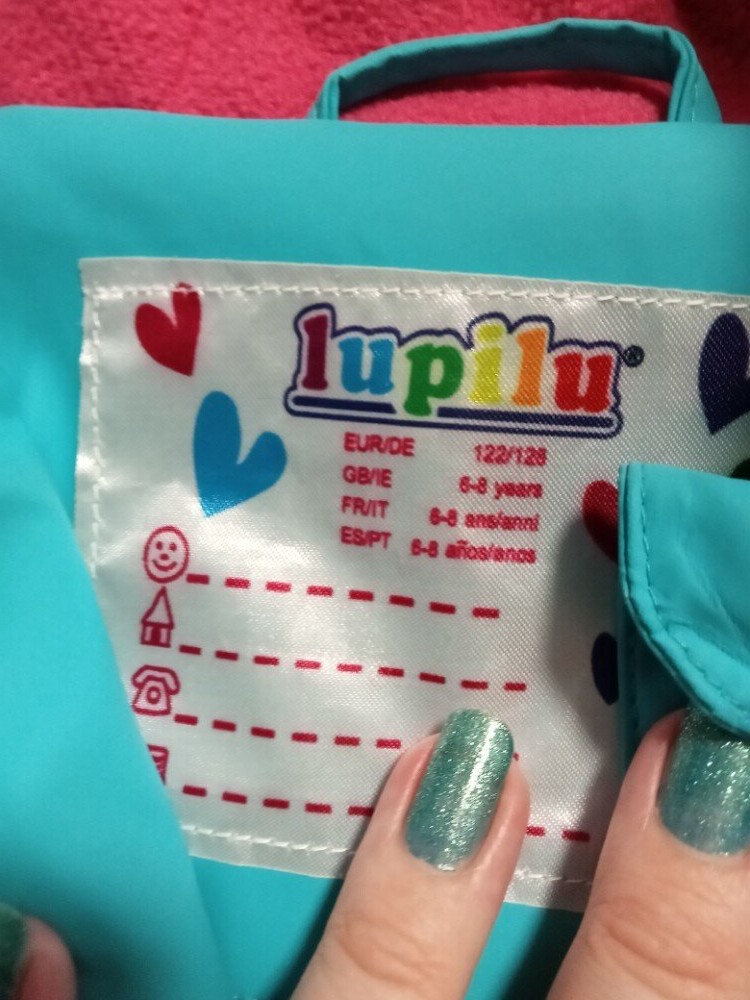 lupilu®
EUR/DE 122/128
GB/IE 6-8 years
FR/IT 6-8 ans/anni
ES/PT 6-8 años/anos